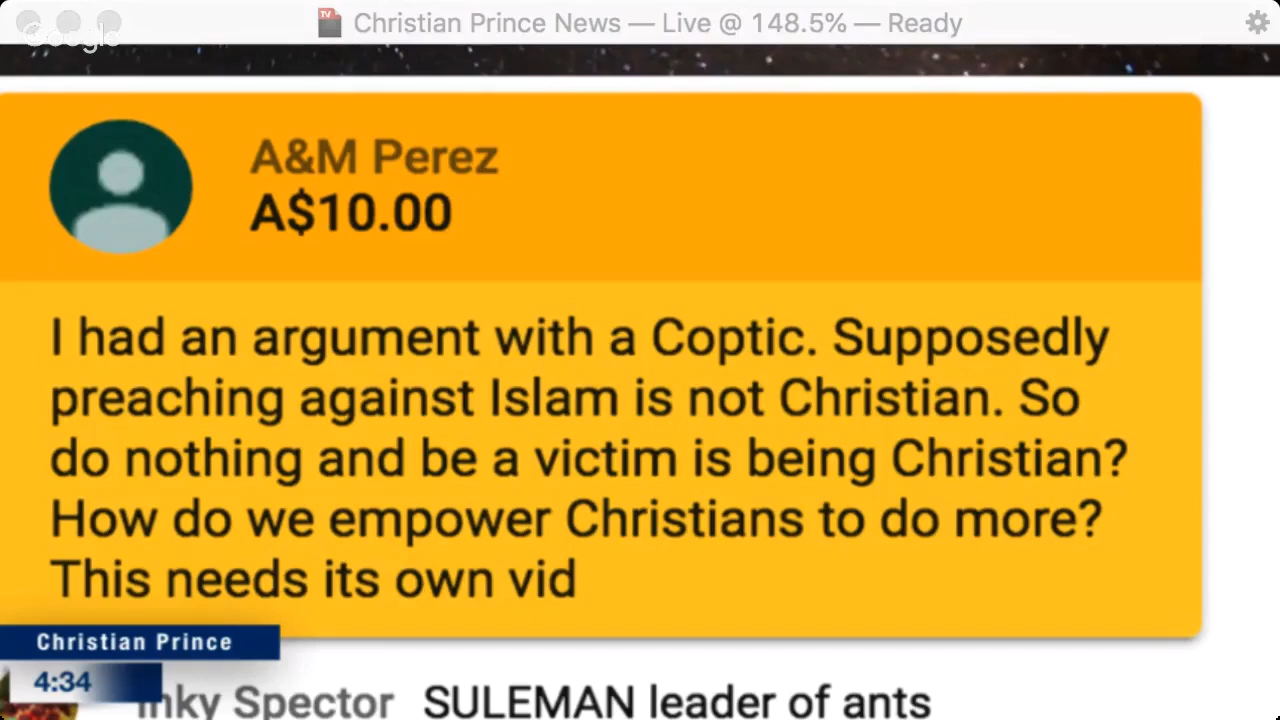 Christian Prince News — Live @ 148.5% — Ready
Google
A&M Perez
A$10.00
I had an argument with a Coptic. Supposedly
preaching against Islam is not Christian. So
do nothing and be a victim is being Christian?
How do we empower Christians to do more?
This needs its own vid
Christian Prince
4:34
Spector SULEMAN leader of ants